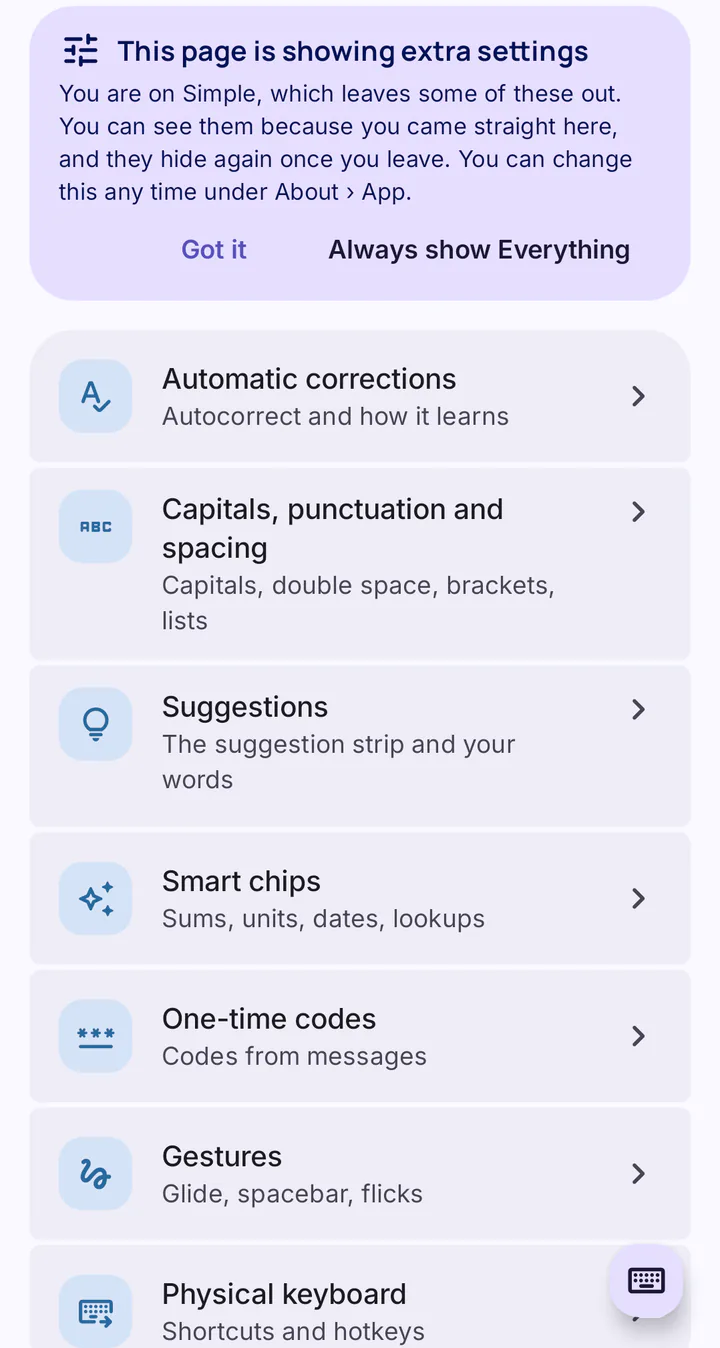 This page is showing extra settings
You are on Simple, which leaves some of these out.
You can see them because you came straight here,
and they hide again once you leave. You can change
this any time under About › App.
Got it
Always show Everything
Automatic corrections
Autocorrect and how it learns
ABC
Capitals, punctuation and
spacing
Capitals, double space, brackets,
lists
Suggestions
The suggestion strip and your
words
Smart chips
Sums, units, dates, lookups
One-time codes
Codes from messages
Gestures
Glide, spacebar, flicks
Physical keyboard
Shortcuts and hotkeys